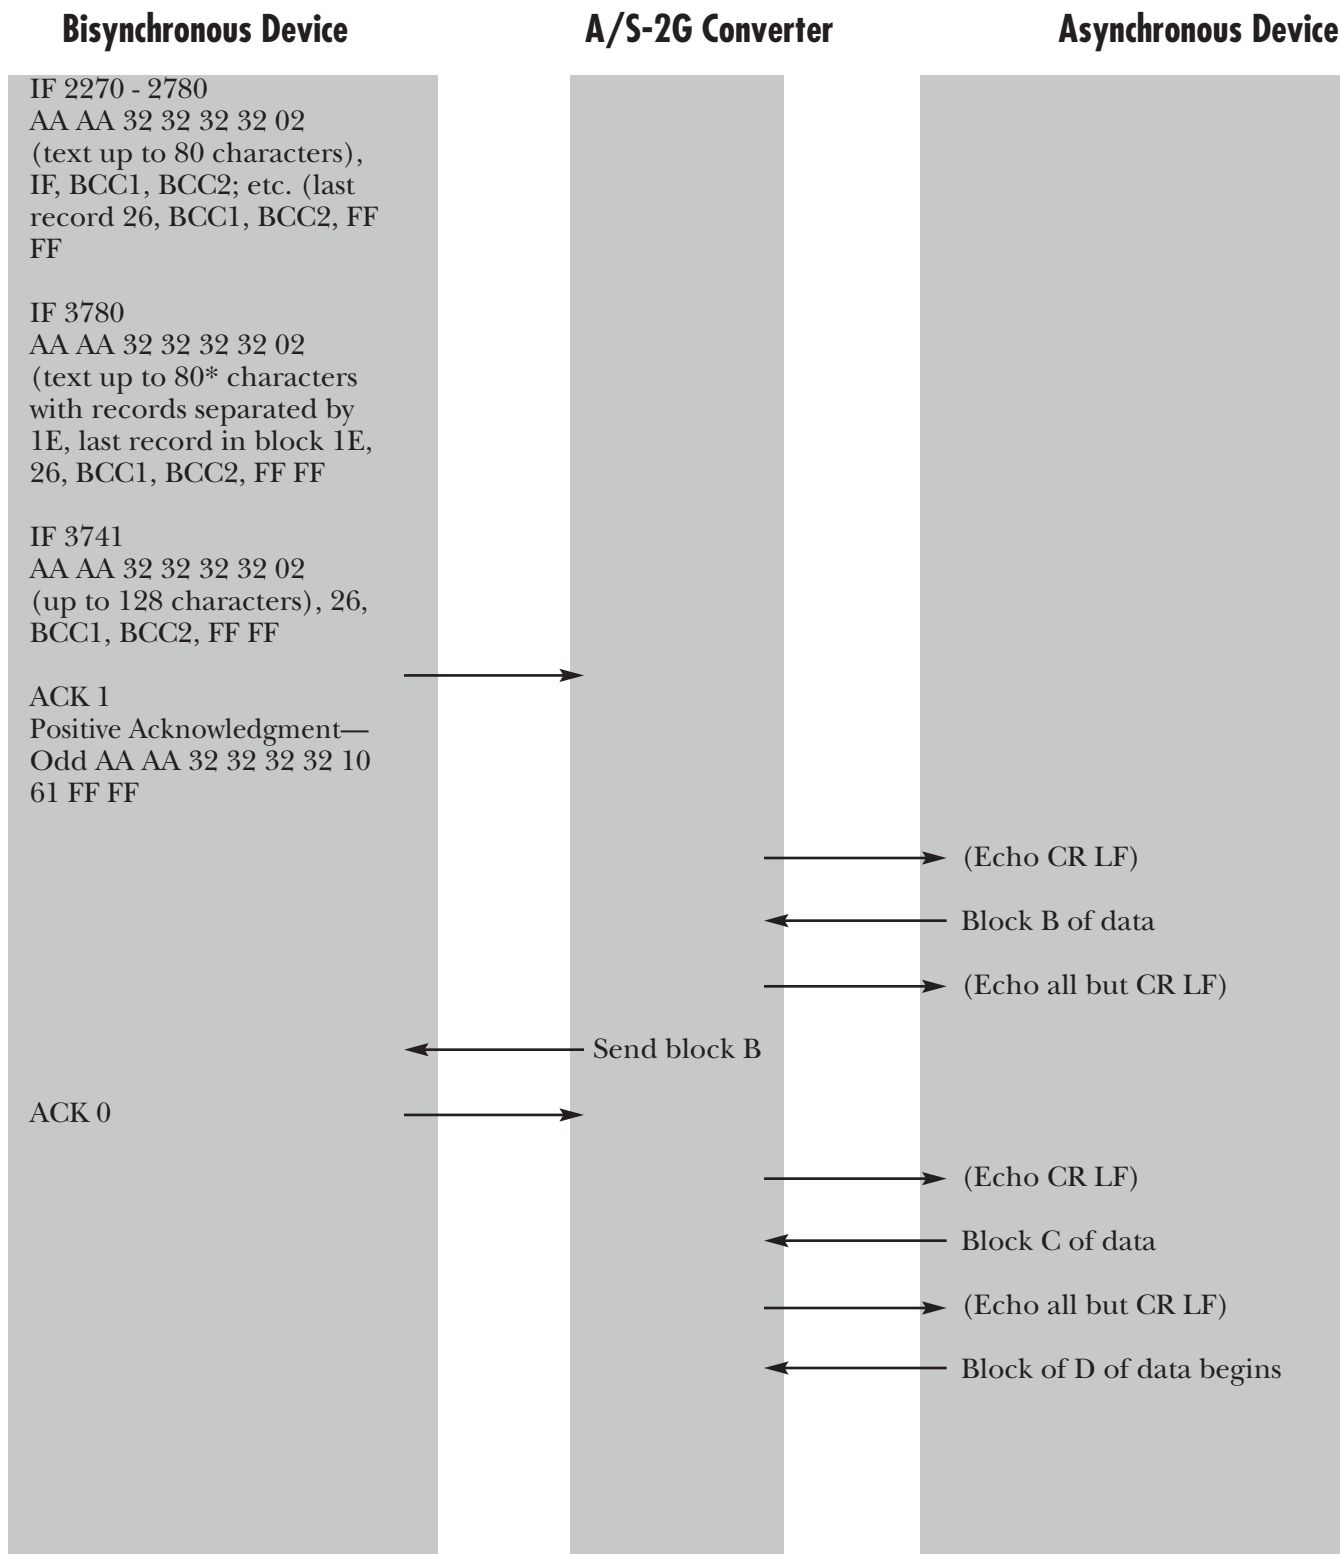 Bisynchronous Device
A/S-2G Converter
Asynchronous Device
IF 2270 - 2780
AA AA 32 32 32 32 02
(text up to 80 characters),
IF, BCC1, BCC2; etc. (last
record 26, BCC1, BCC2, FF
FF
IF 3780
AA AA 32 32 32 32 02
(text up to 80* characters
with records separated by
1E, last record in block 1E,
26, BCC1, BCC2, FF FF
IF 3741
AA AA 32 32 32 32 02
(up to 128 characters), 26,
BCC1, BCC2, FF FF
ACK 1
Positive Acknowledgment—
Odd AA AA 32 32 32 32 10
61 FF FF
(Echo CR LF)
Block B of data
(Echo all but CR LF)
Send block B
ACK 0
(Echo CR LF)
Block C of data
(Echo all but CR LF)
Block of D of data begins